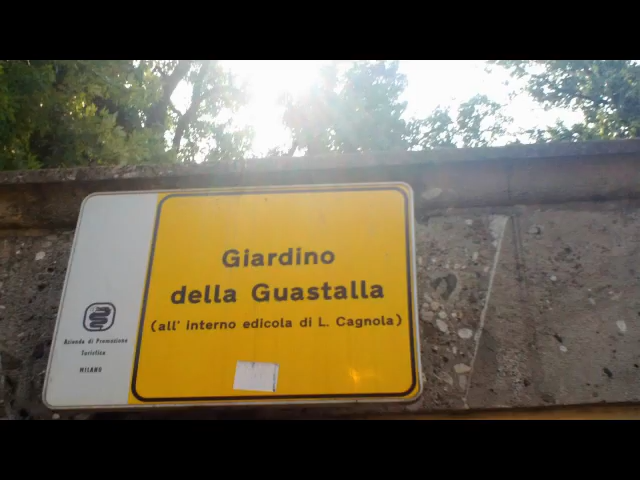 Giardino
della Guastalla
(all' interno edicola di L. Cagnola)
Azienda di Promozione
Turistica
MILANO